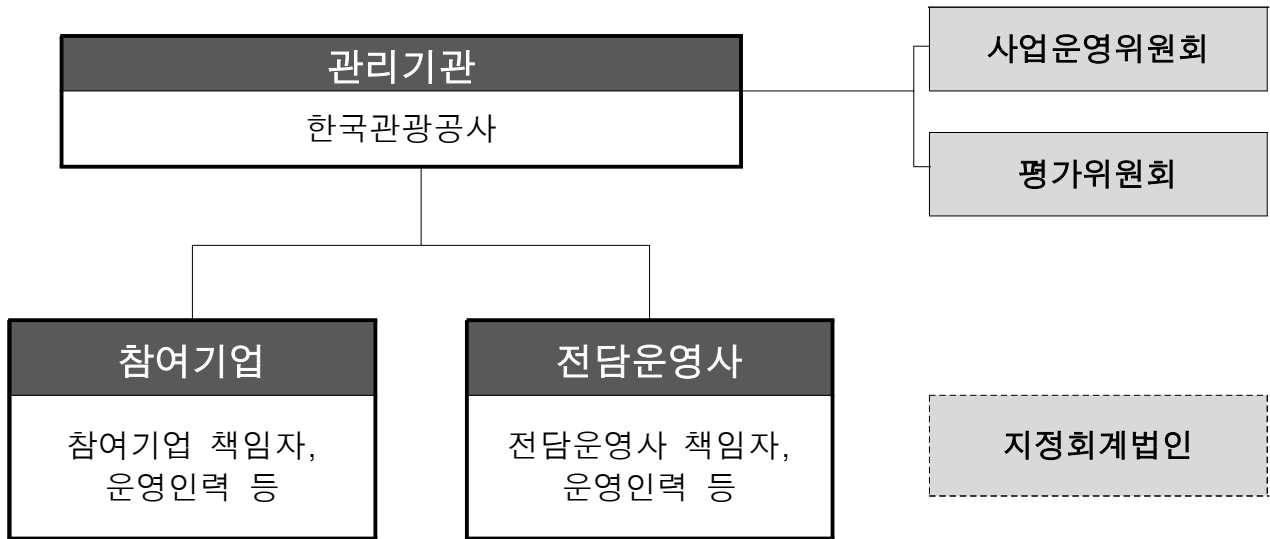 관리기관
한국관광공사
사업운영위원회
평가위원회
참여기업
참여기업 책임자,
운영인력 등
전담운영사
전담운영사 책임자,
운영인력 등
지정회계법인